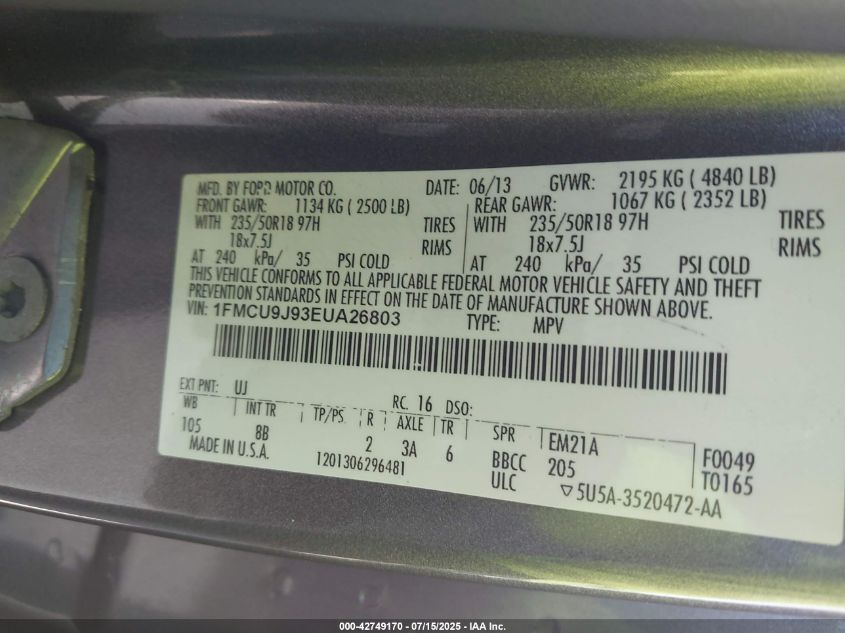 MFD. BY FORD MOTOR CO. DATE: 06/13 GVWR: 2195 KG ( 4840 LB)
FRONT GAWR: 1134 KG ( 2500 LB) REAR GAWR: 1067 KG ( 2352 LB)
WITH 235/50R18 97H TIRES WITH 235/50R18 97H TIRES
18x7.5J RIMS 18x7.5J RIMS
AT 240 kPa/ 35 PSI COLD AT 240 kPa/ 35 PSI COLD
THIS VEHICLE CONFORMS TO ALL APPLICABLE FEDERAL MOTOR VEHICLE SAFETY AND THEFT
PREVENTION STANDARDS IN EFFECT ON THE DATE OF MANUFACTURE SHOWN ABOVE.
VIN: 1FMCU9J93EUA26803 TYPE: MPV
EXT PNT: UJ RC: 16 DSO:
WB INT TR TP/PS R AXLE TR SPR EM21A F0049
105 8B 2 3A 6 BBCC 205 T0165
MADE IN U.S.A. 1201306296481 ULC ▽5U5A-3520472-AA
000-42749170 - 07/15/2025 - IAA Inc.